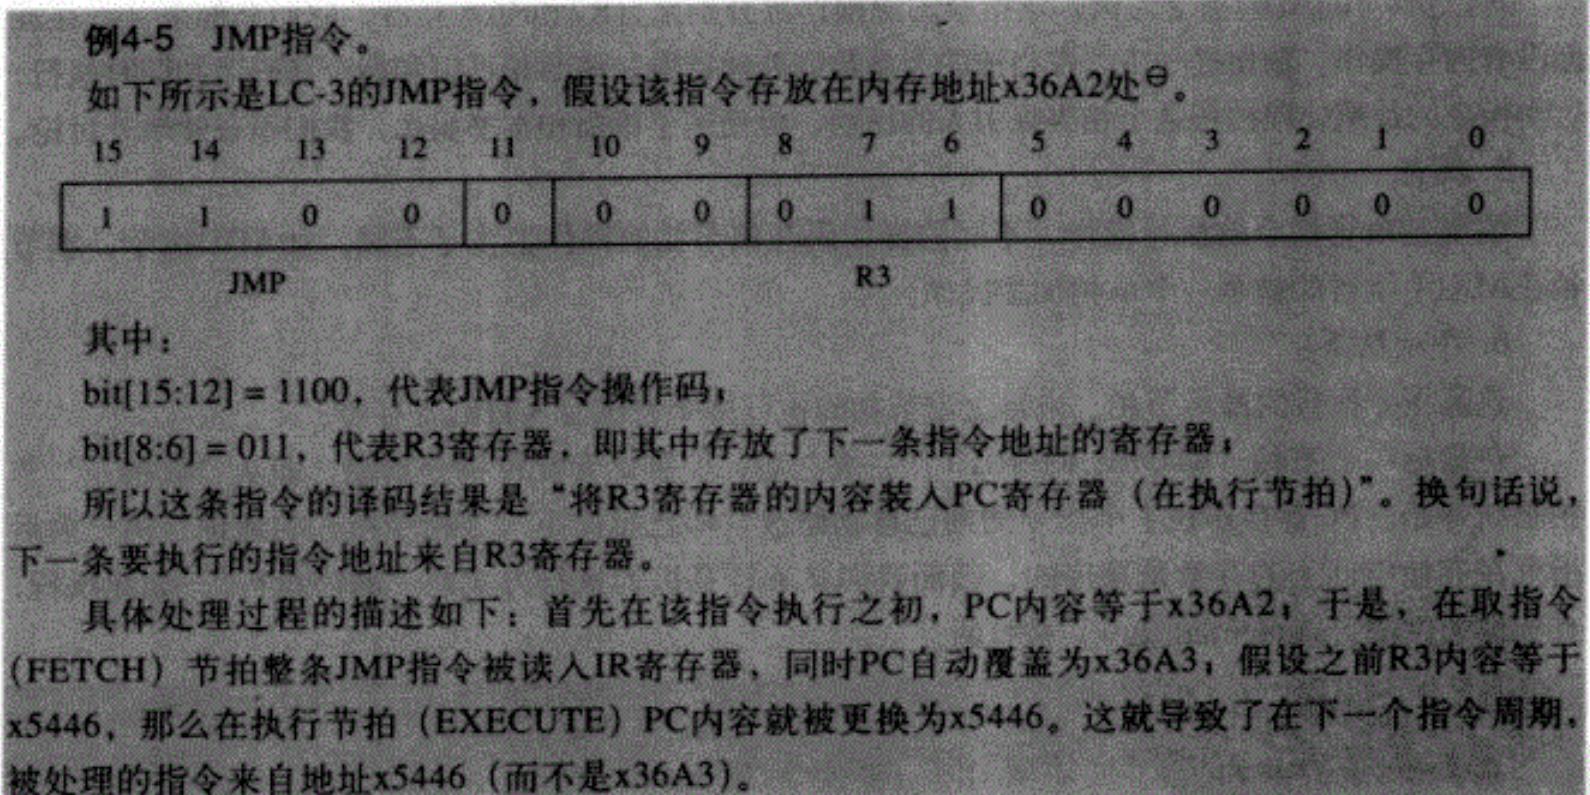 例4-5 JMP指令。
如下所示是LC-3的JMP指令，假设该指令存放在内存地址x36A2处⊖。
15 14 13 12 11 10 9 8 7 6 5 4 3 2 1 0
1 1 0 0 0 0 0 0 1 1 0 0 0 0 0 0
JMP R3
其中：
bit[15:12] = 1100，代表JMP指令操作码；
bit[8:6] = 011，代表R3寄存器，即其中存放了下一条指令地址的寄存器；
所以这条指令的译码结果是“将R3寄存器的内容装入PC寄存器（在执行节拍）”。换句话说，
下一条要执行的指令地址来自R3寄存器。
具体处理过程的描述如下：首先在该指令执行之初，PC内容等于x36A2；于是，在取指令
（FETCH）节拍整条JMP指令被读入IR寄存器，同时PC自动覆盖为x36A3；假设之前R3内容等于
x5446，那么在执行节拍（EXECUTE）PC内容就被更换为x5446。这就导致了在下一个指令周期，
被处理的指令来自地址x5446（而不是x36A3）。